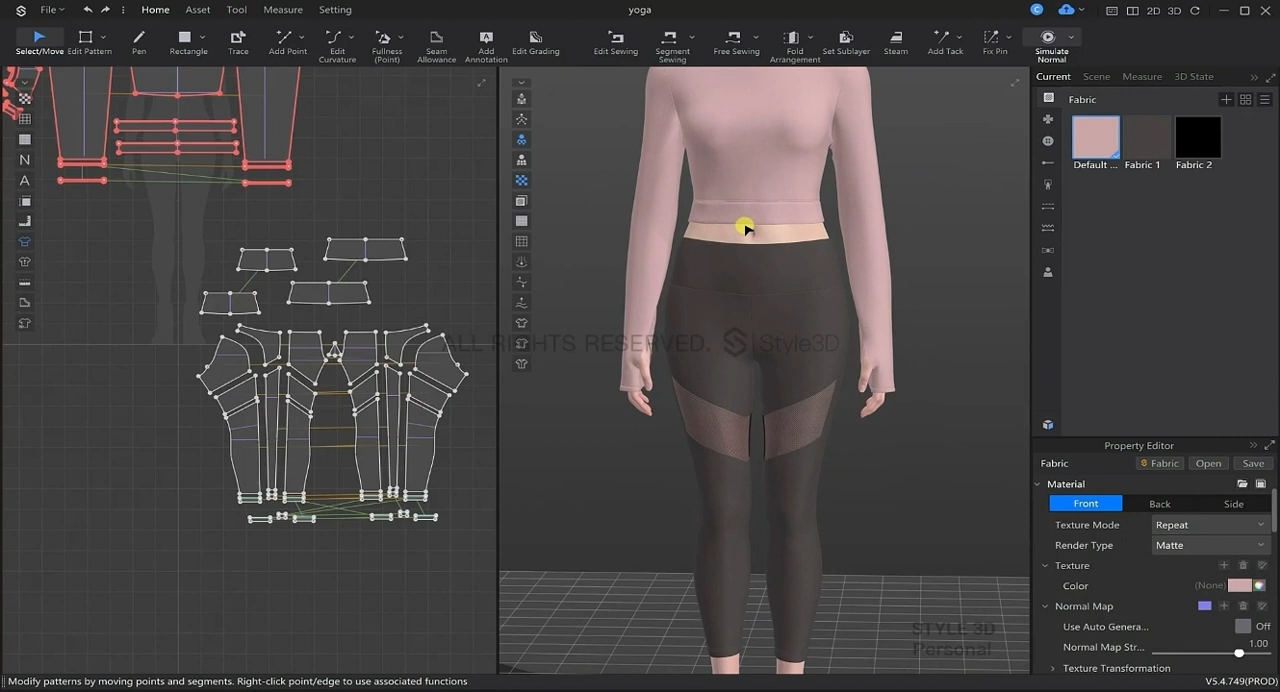 File Home Asset Tool Measure Setting yoga 2D 3D
Select/Move Edit Pattern Pen Rectangle Trace Add Point Edit Curvature Fullness (Point) Seam Allowance Add Annotation Edit Grading Edit Sewing Segment Sewing Free Sewing Fold Arrangement Set Sublayer Steam Add Tack Fix Pin Simulate Normal
Current Scene Measure 3D State
Fabric
Default ... Fabric 1 Fabric 2
ALL RIGHTS RESERVED. Style3D
Property Editor
Fabric Fabric Open Save
Material
Front Back Side
Texture Mode Repeat
Render Type Matte
Texture
Color (None)
Normal Map
Use Auto Genera... Off
Normal Map Str... 1.00
Texture Transformation
STYLE 3D
Personal
Modify patterns by moving points and segments. Right-click point/edge to use associated functions V5.4.749(PROD)